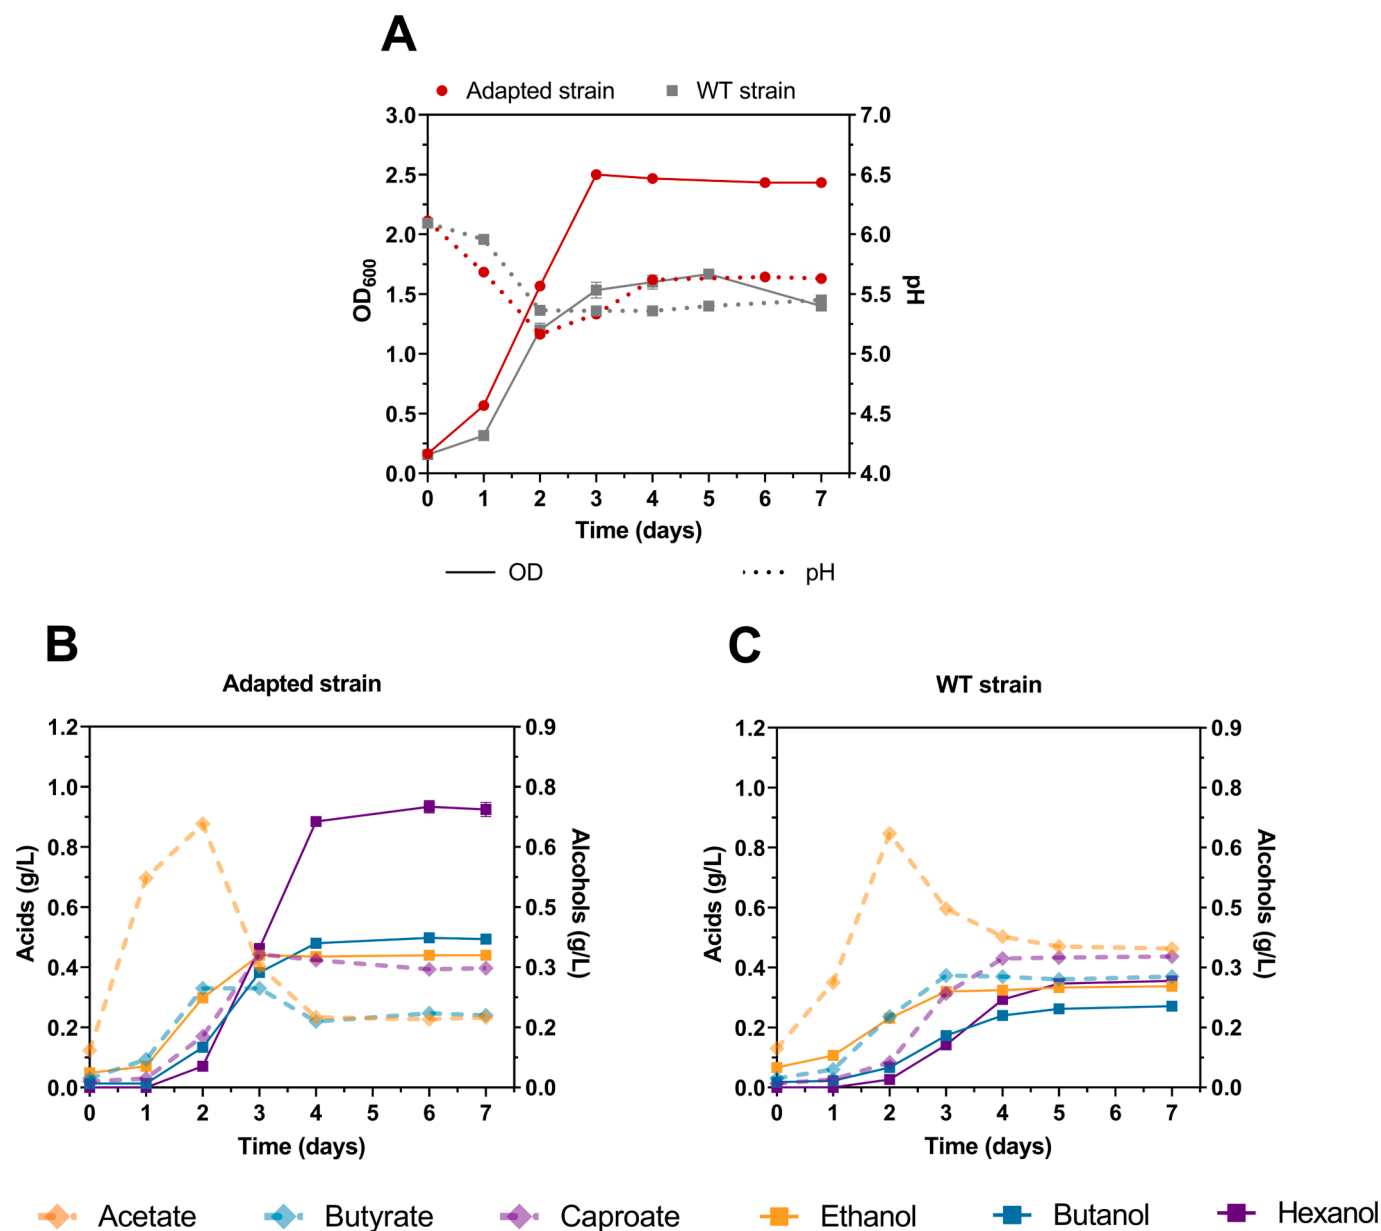 A
Adapted strain WT strain
3.0 7.0
2.5 6.5
2.0 6.0
1.5 5.5
1.0 5.0
0.5 4.5
0.0 4.0
OD600
pH
0 1 2 3 4 5 6 7
Time (days)
OD pH
B
Adapted strain
1.2 0.9
1.0 0.8
0.8 0.6
0.6 0.5
0.4 0.3
0.2 0.2
0.0 0.0
Acids (g/L)
Alcohols (g/L)
0 1 2 3 4 5 6 7
Time (days)
C
WT strain
1.2 0.9
1.0 0.8
0.8 0.6
0.6 0.5
0.4 0.3
0.2 0.2
0.0 0.0
Acids (g/L)
Alcohols (g/L)
0 1 2 3 4 5 6 7
Time (days)
Acetate Butyrate Caproate Ethanol Butanol Hexanol